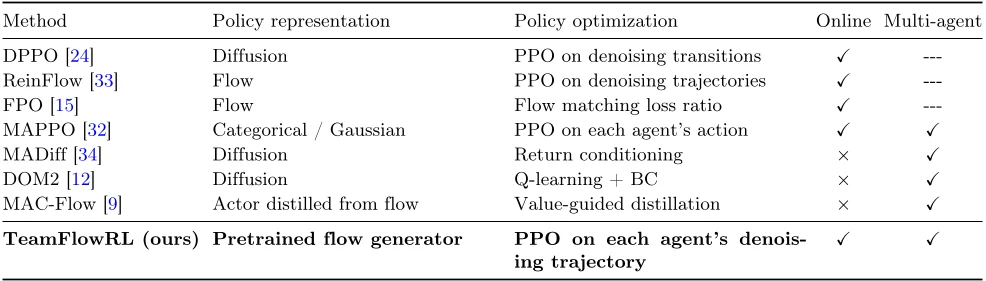 Method Policy representation Policy optimization Online Multi-agent
DPPO [24] Diffusion PPO on denoising transitions ✓ ---
ReinFlow [33] Flow PPO on denoising trajectories ✓ ---
FPO [15] Flow Flow matching loss ratio ✓ ---
MAPPO [32] Categorical / Gaussian PPO on each agent's action ✓ ✓
MADiff [34] Diffusion Return conditioning × ✓
DOM2 [12] Diffusion Q-learning + BC × ✓
MAC-Flow [9] Actor distilled from flow Value-guided distillation × ✓
TeamFlowRL (ours) Pretrained flow generator PPO on each agent's denois- ✓ ✓
ing trajectory